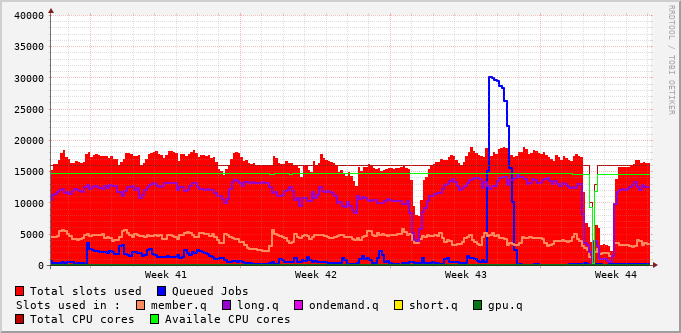 RRDTOOL / TOBI OETIKER
40000
35000
30000
25000
20000
15000
10000
5000
0
Week 41 Week 42 Week 43 Week 44
Total slots used Queued Jobs
Slots used in : member.q long.q ondemand.q short.q gpu.q
Total CPU cores Availale CPU cores